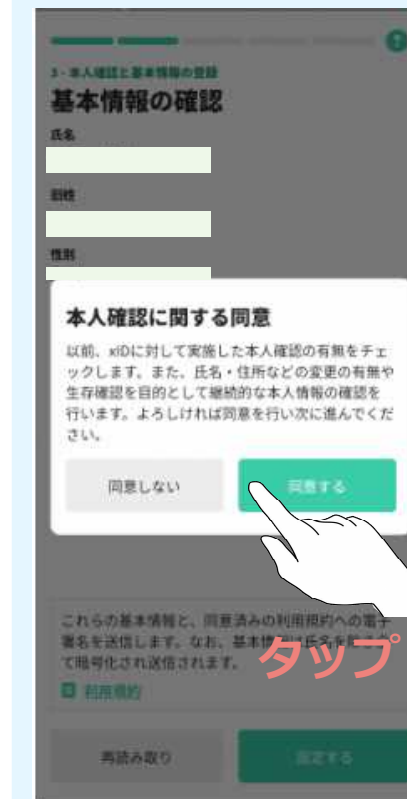 3 - 本人確認と基本情報の登録
基本情報の確認
氏名
旧姓
性別
本人確認に関する同意
以前、xIDに対して実施した本人確認の有無をチェ
ックします。また、氏名・住所などの変更の有無や
生存確認を目的として継続的な本人情報の確認を
行います。よろしければ同意を行い次に進んでくだ
さい。
同意しない
同意する
これらの基本情報と、同意済みの利用規約への電子
署名を送信します。なお、基本情
て暗号化され送信されます。
タップ
利用規約
再読み取り
設定する